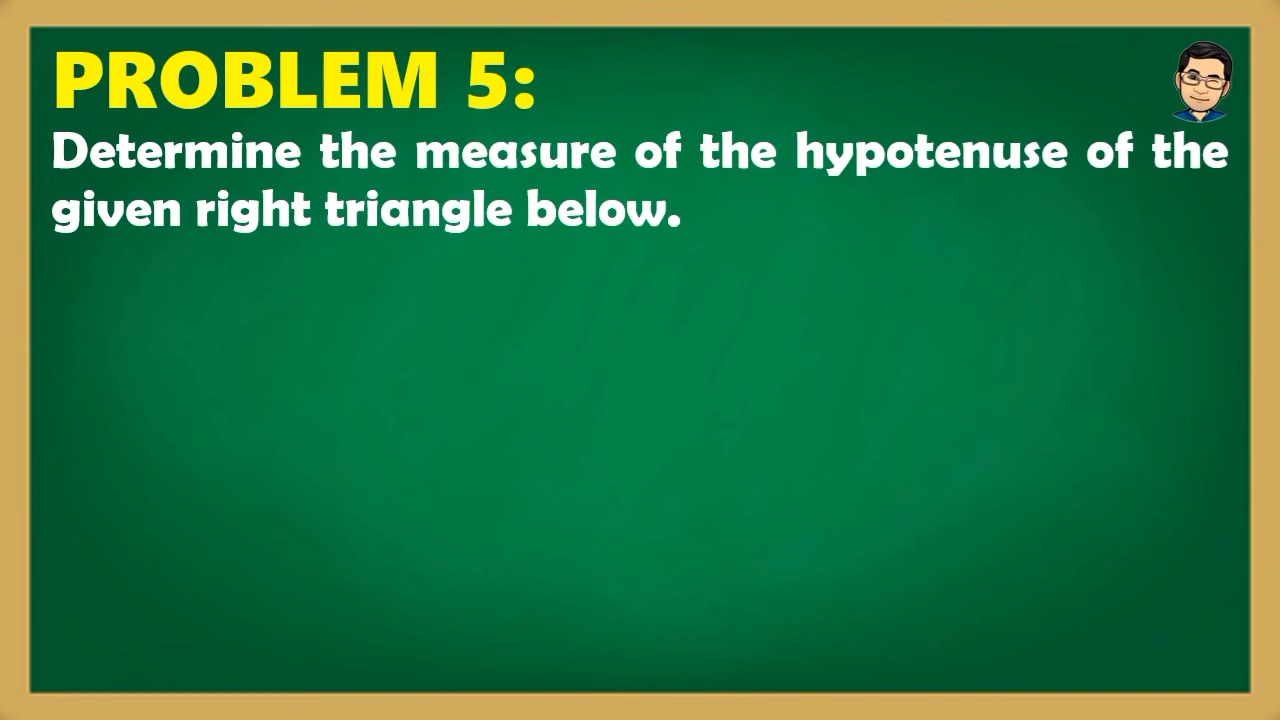 PROBLEM 5:
Determine the measure of the hypotenuse of the
given right triangle below.